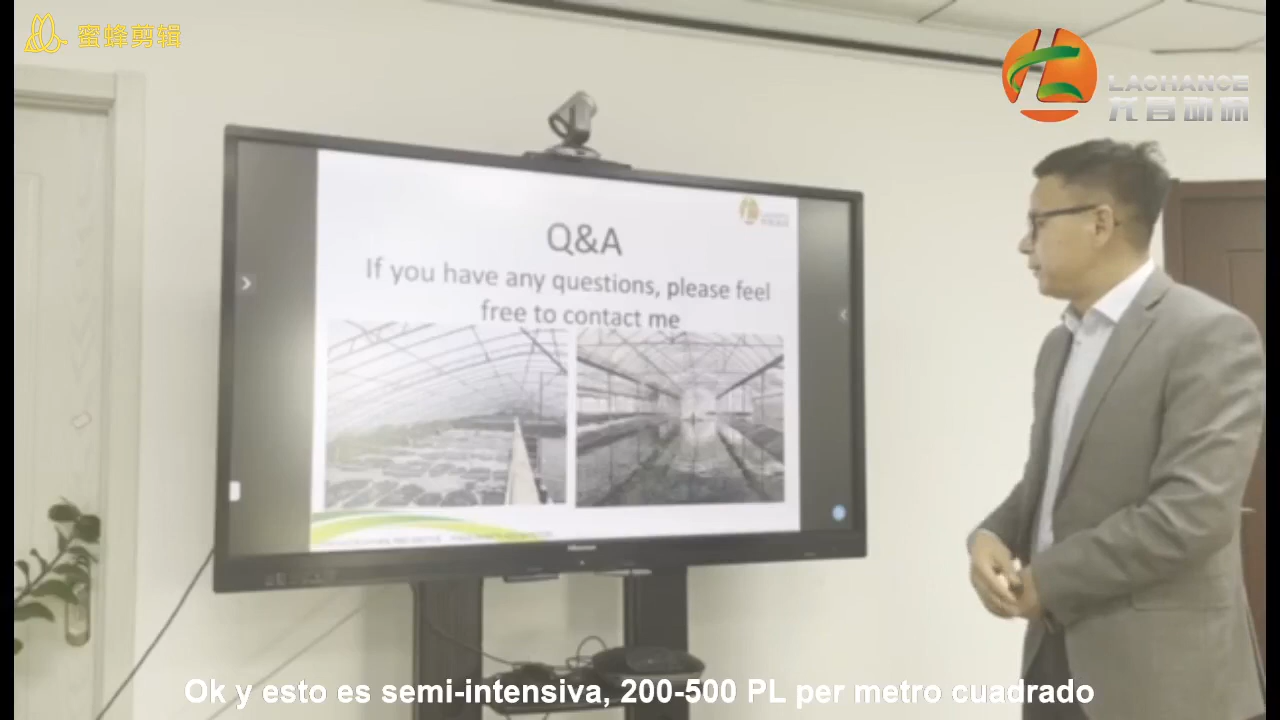 蜜蜂剪辑
LACHANCE
Q&A
If you have any questions, please feel
free to contact me
Hisense
Ok y esto es semi-intensiva, 200-500 PL per metro cuadrado